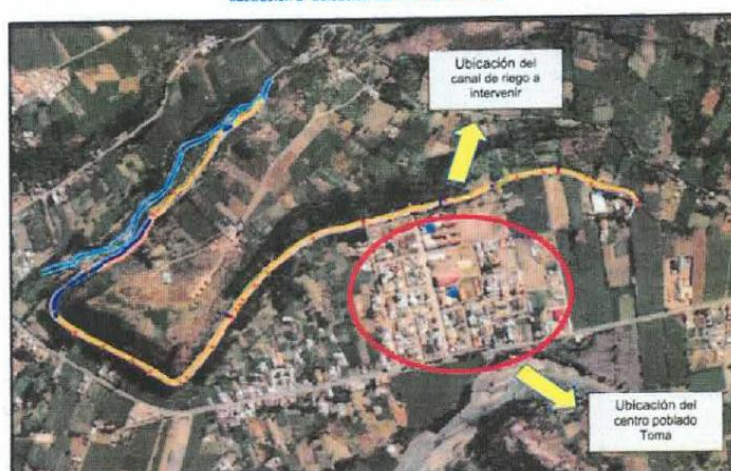 Ubicación del
canal de riego a
intervenir
Ubicación del
centro poblado
Toma